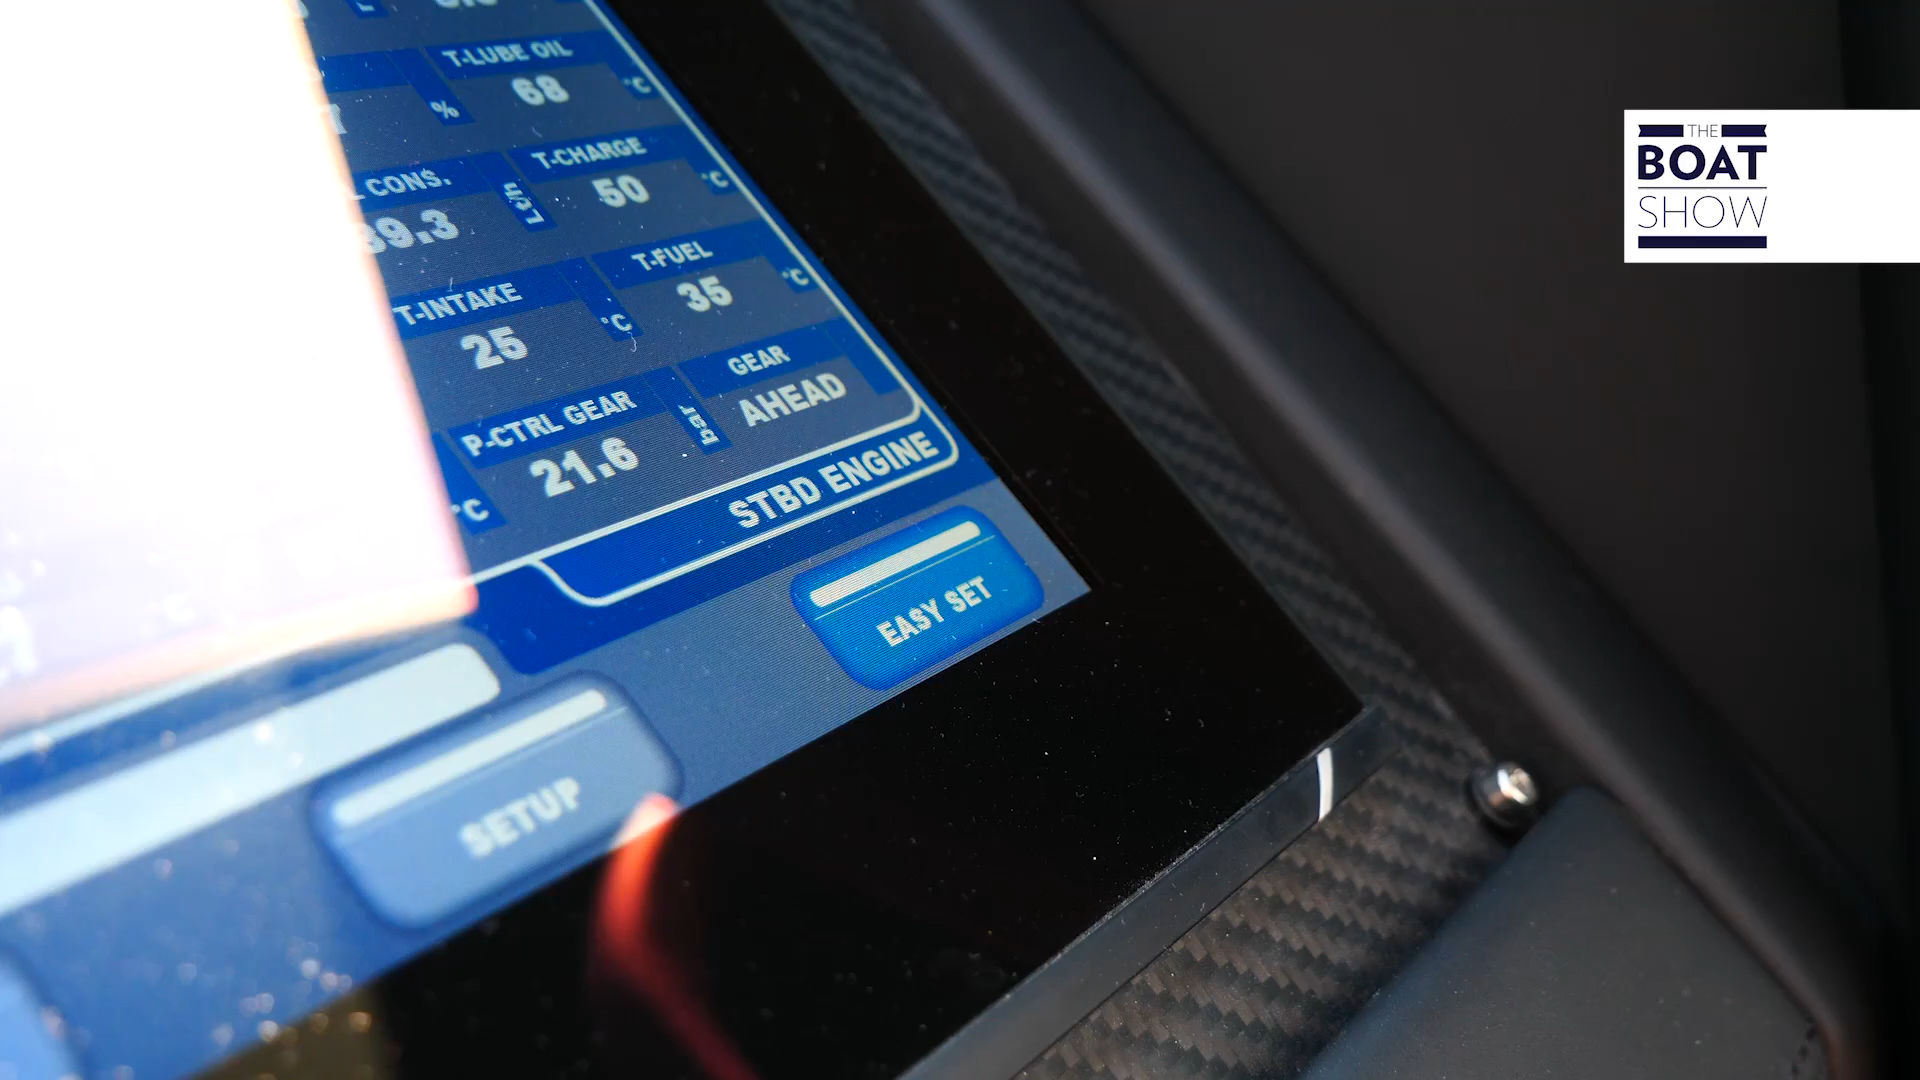 T-LUBE OIL
% 68 °C
T-CHARGE
CONS. L/h 50 °C
T-FUEL
T-INTAKE 35 °C
25 °C
GEAR
P-CTRL GEAR bar AHEAD
21.6
°C
STBD ENGINE
EASY SET
SETUP
THE
BOAT
SHOW